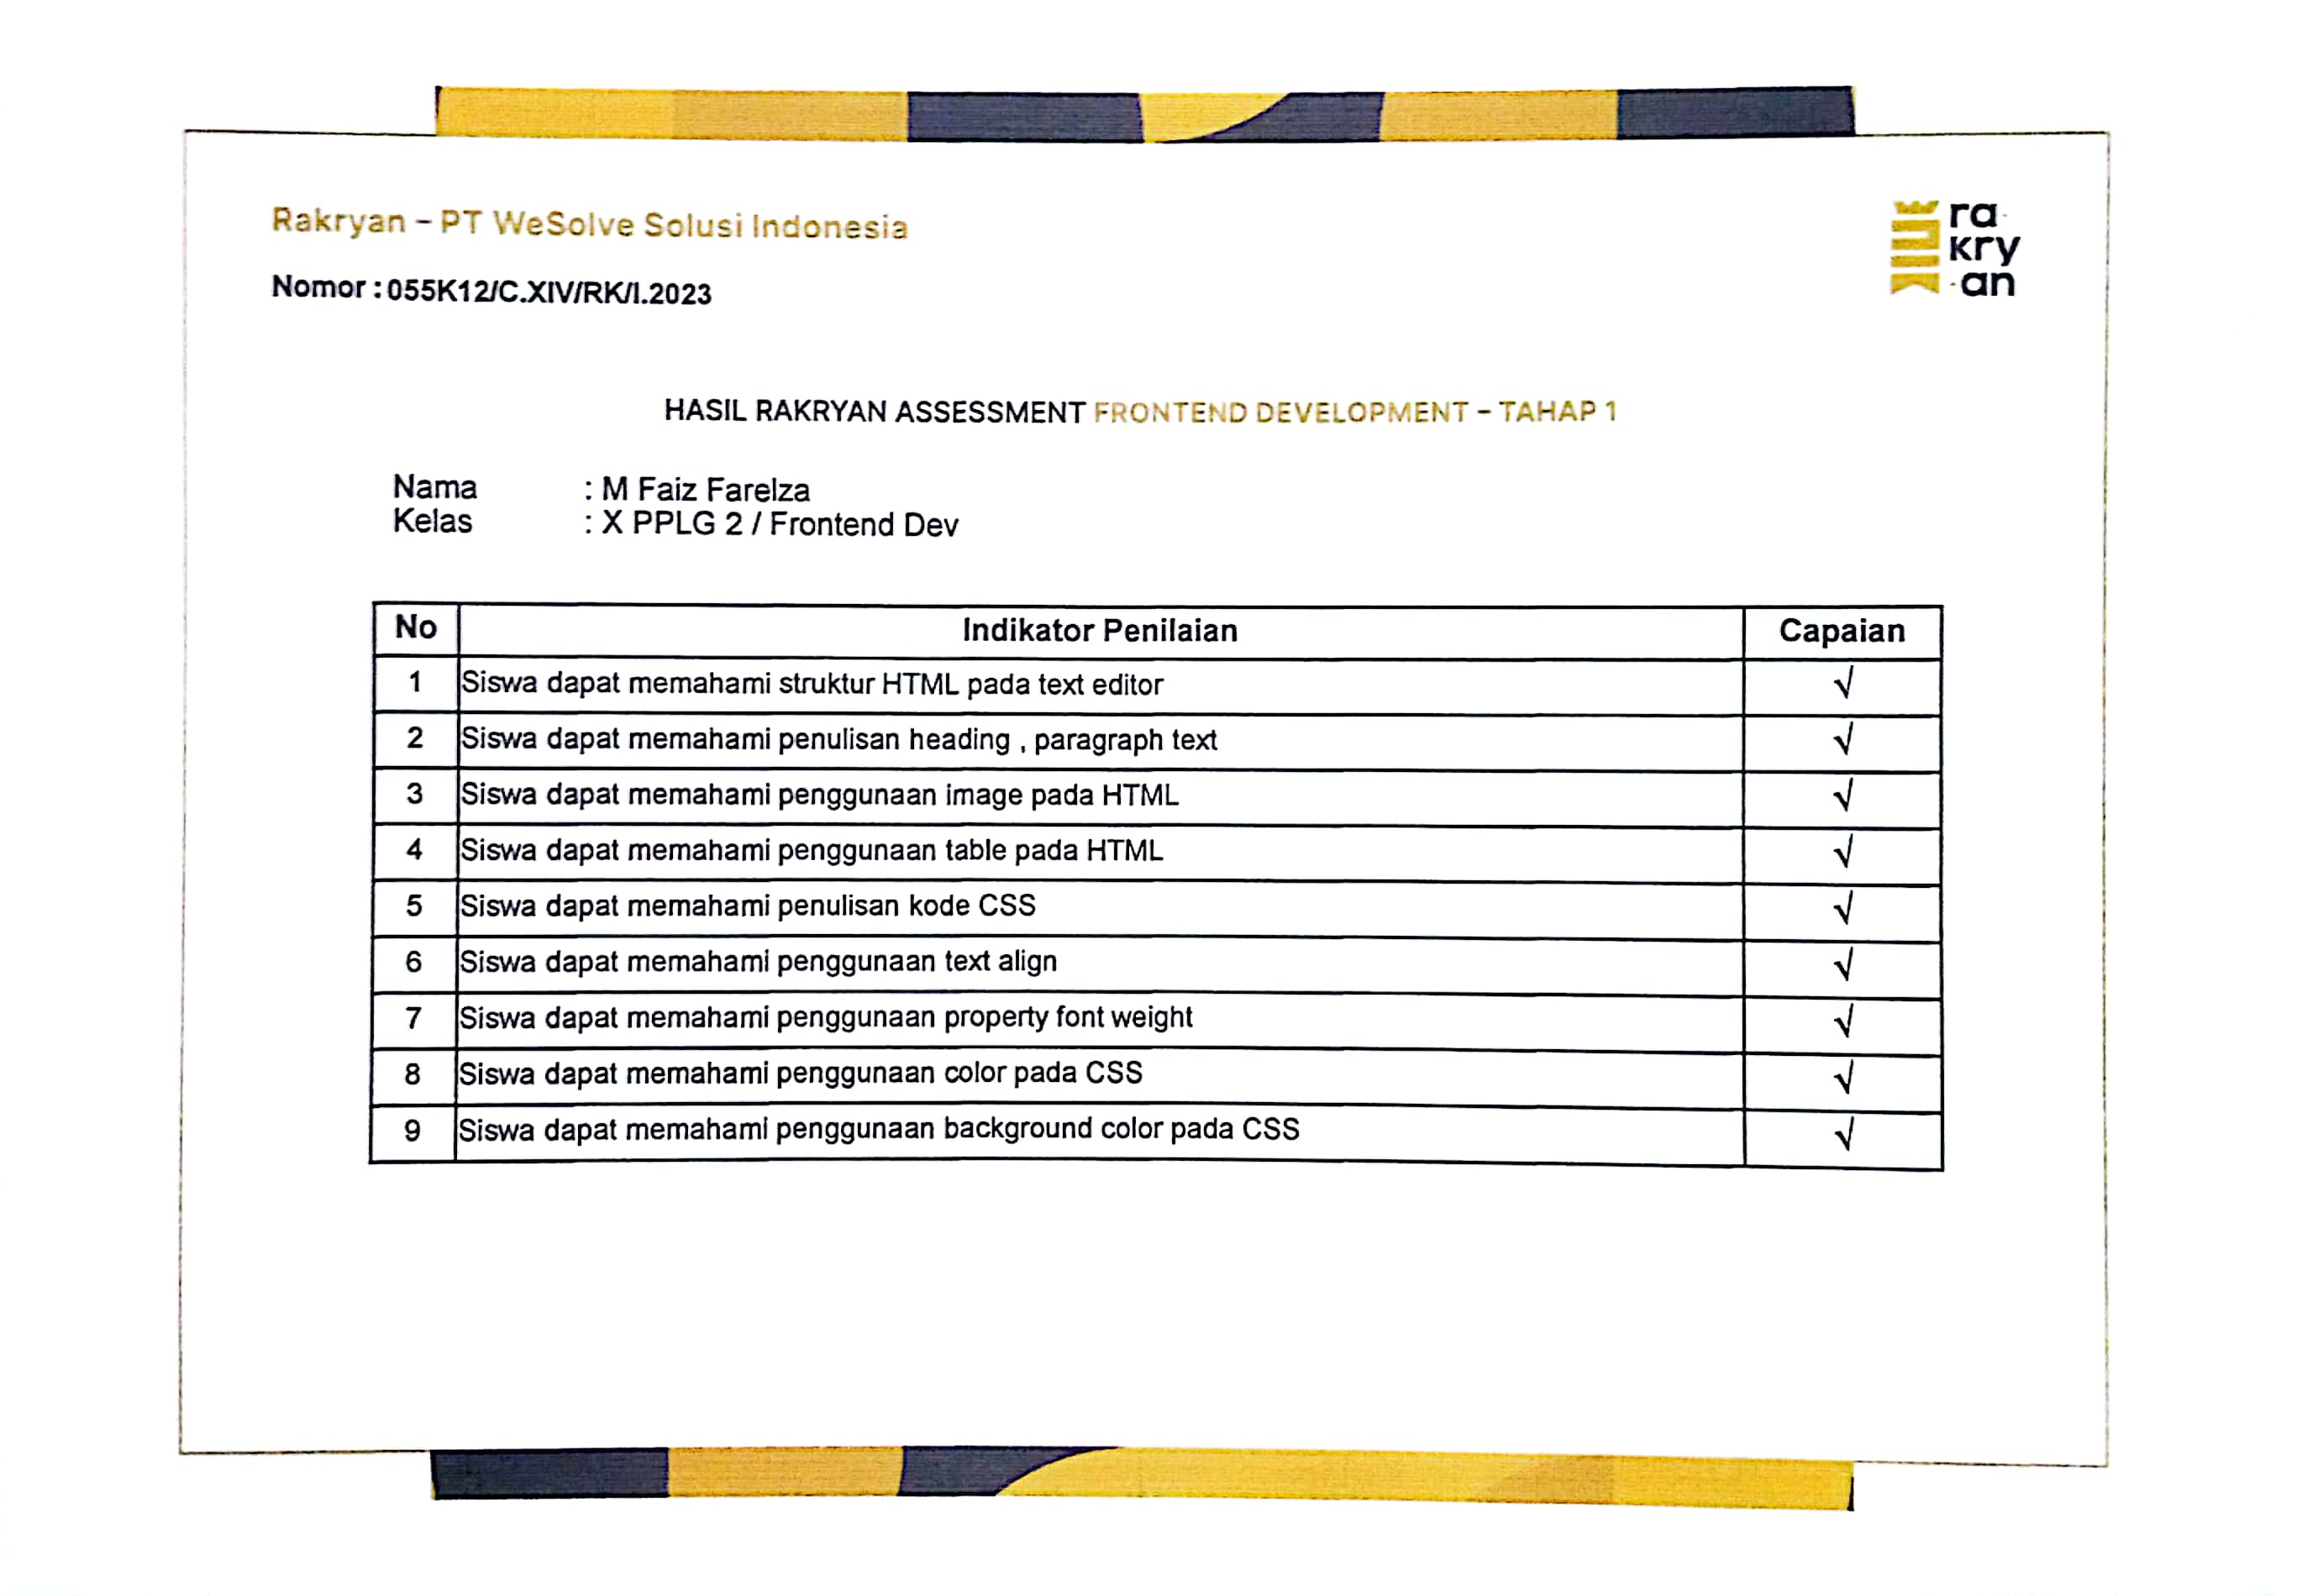 Rakryan – PT WeSolve Solusi Indonesia
Nomor : 055K12/C.XIV/RK/I.2023
ra
kry
an
HASIL RAKRYAN ASSESSMENT FRONTEND DEVELOPMENT – TAHAP 1
Nama : M Faiz Farelza
Kelas : X PPLG 2 / Frontend Dev
No Indikator Penilaian Capaian
1 Siswa dapat memahami struktur HTML pada text editor √
2 Siswa dapat memahami penulisan heading , paragraph text √
3 Siswa dapat memahami penggunaan image pada HTML √
4 Siswa dapat memahami penggunaan table pada HTML √
5 Siswa dapat memahami penulisan kode CSS √
6 Siswa dapat memahami penggunaan text align √
7 Siswa dapat memahami penggunaan property font weight √
8 Siswa dapat memahami penggunaan color pada CSS √
9 Siswa dapat memahami penggunaan background color pada CSS √